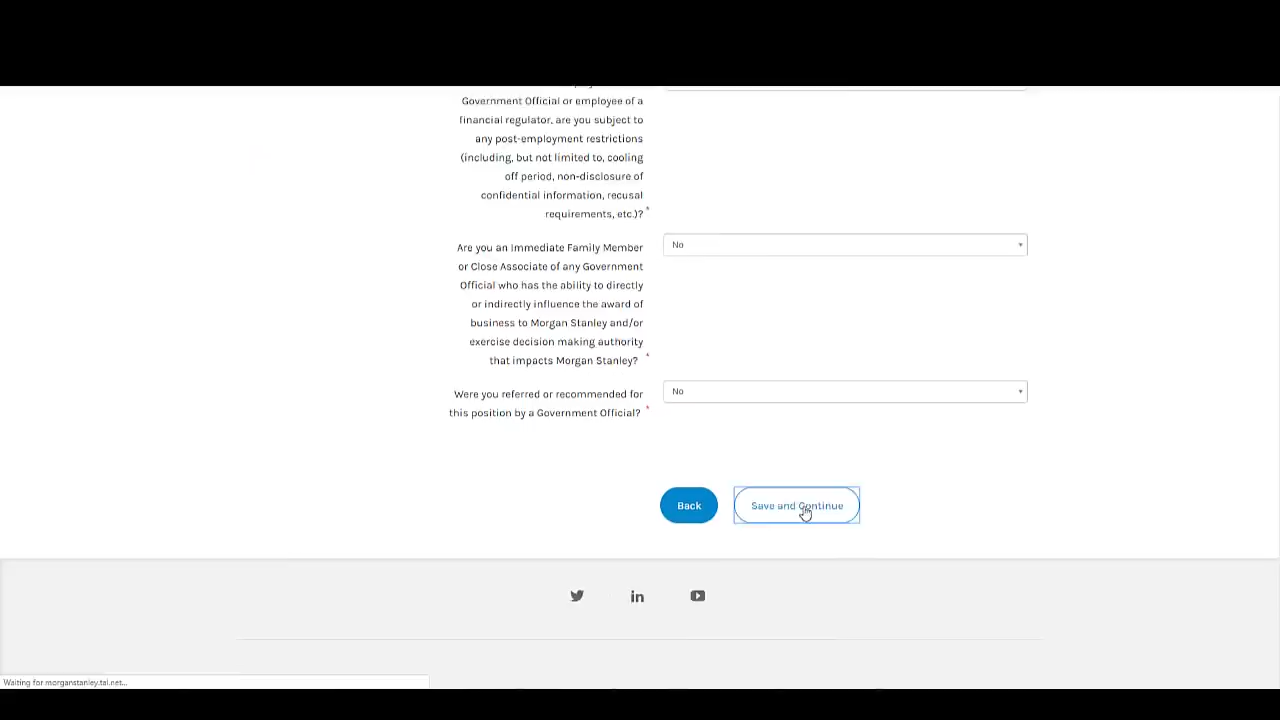 Government Official or employee of a
financial regulator, are you subject to
any post-employment restrictions
(including, but not limited to, cooling
off period, non-disclosure of
confidential information, recusal
requirements, etc.)? *
Are you an Immediate Family Member
or Close Associate of any Government
Official who has the ability to directly
or indirectly influence the award of
business to Morgan Stanley and/or
exercise decision making authority
that impacts Morgan Stanley? *
No
Were you referred or recommended for
this position by a Government Official? *
No
Back
Save and Continue
Waiting for morganstanley.tal.net...